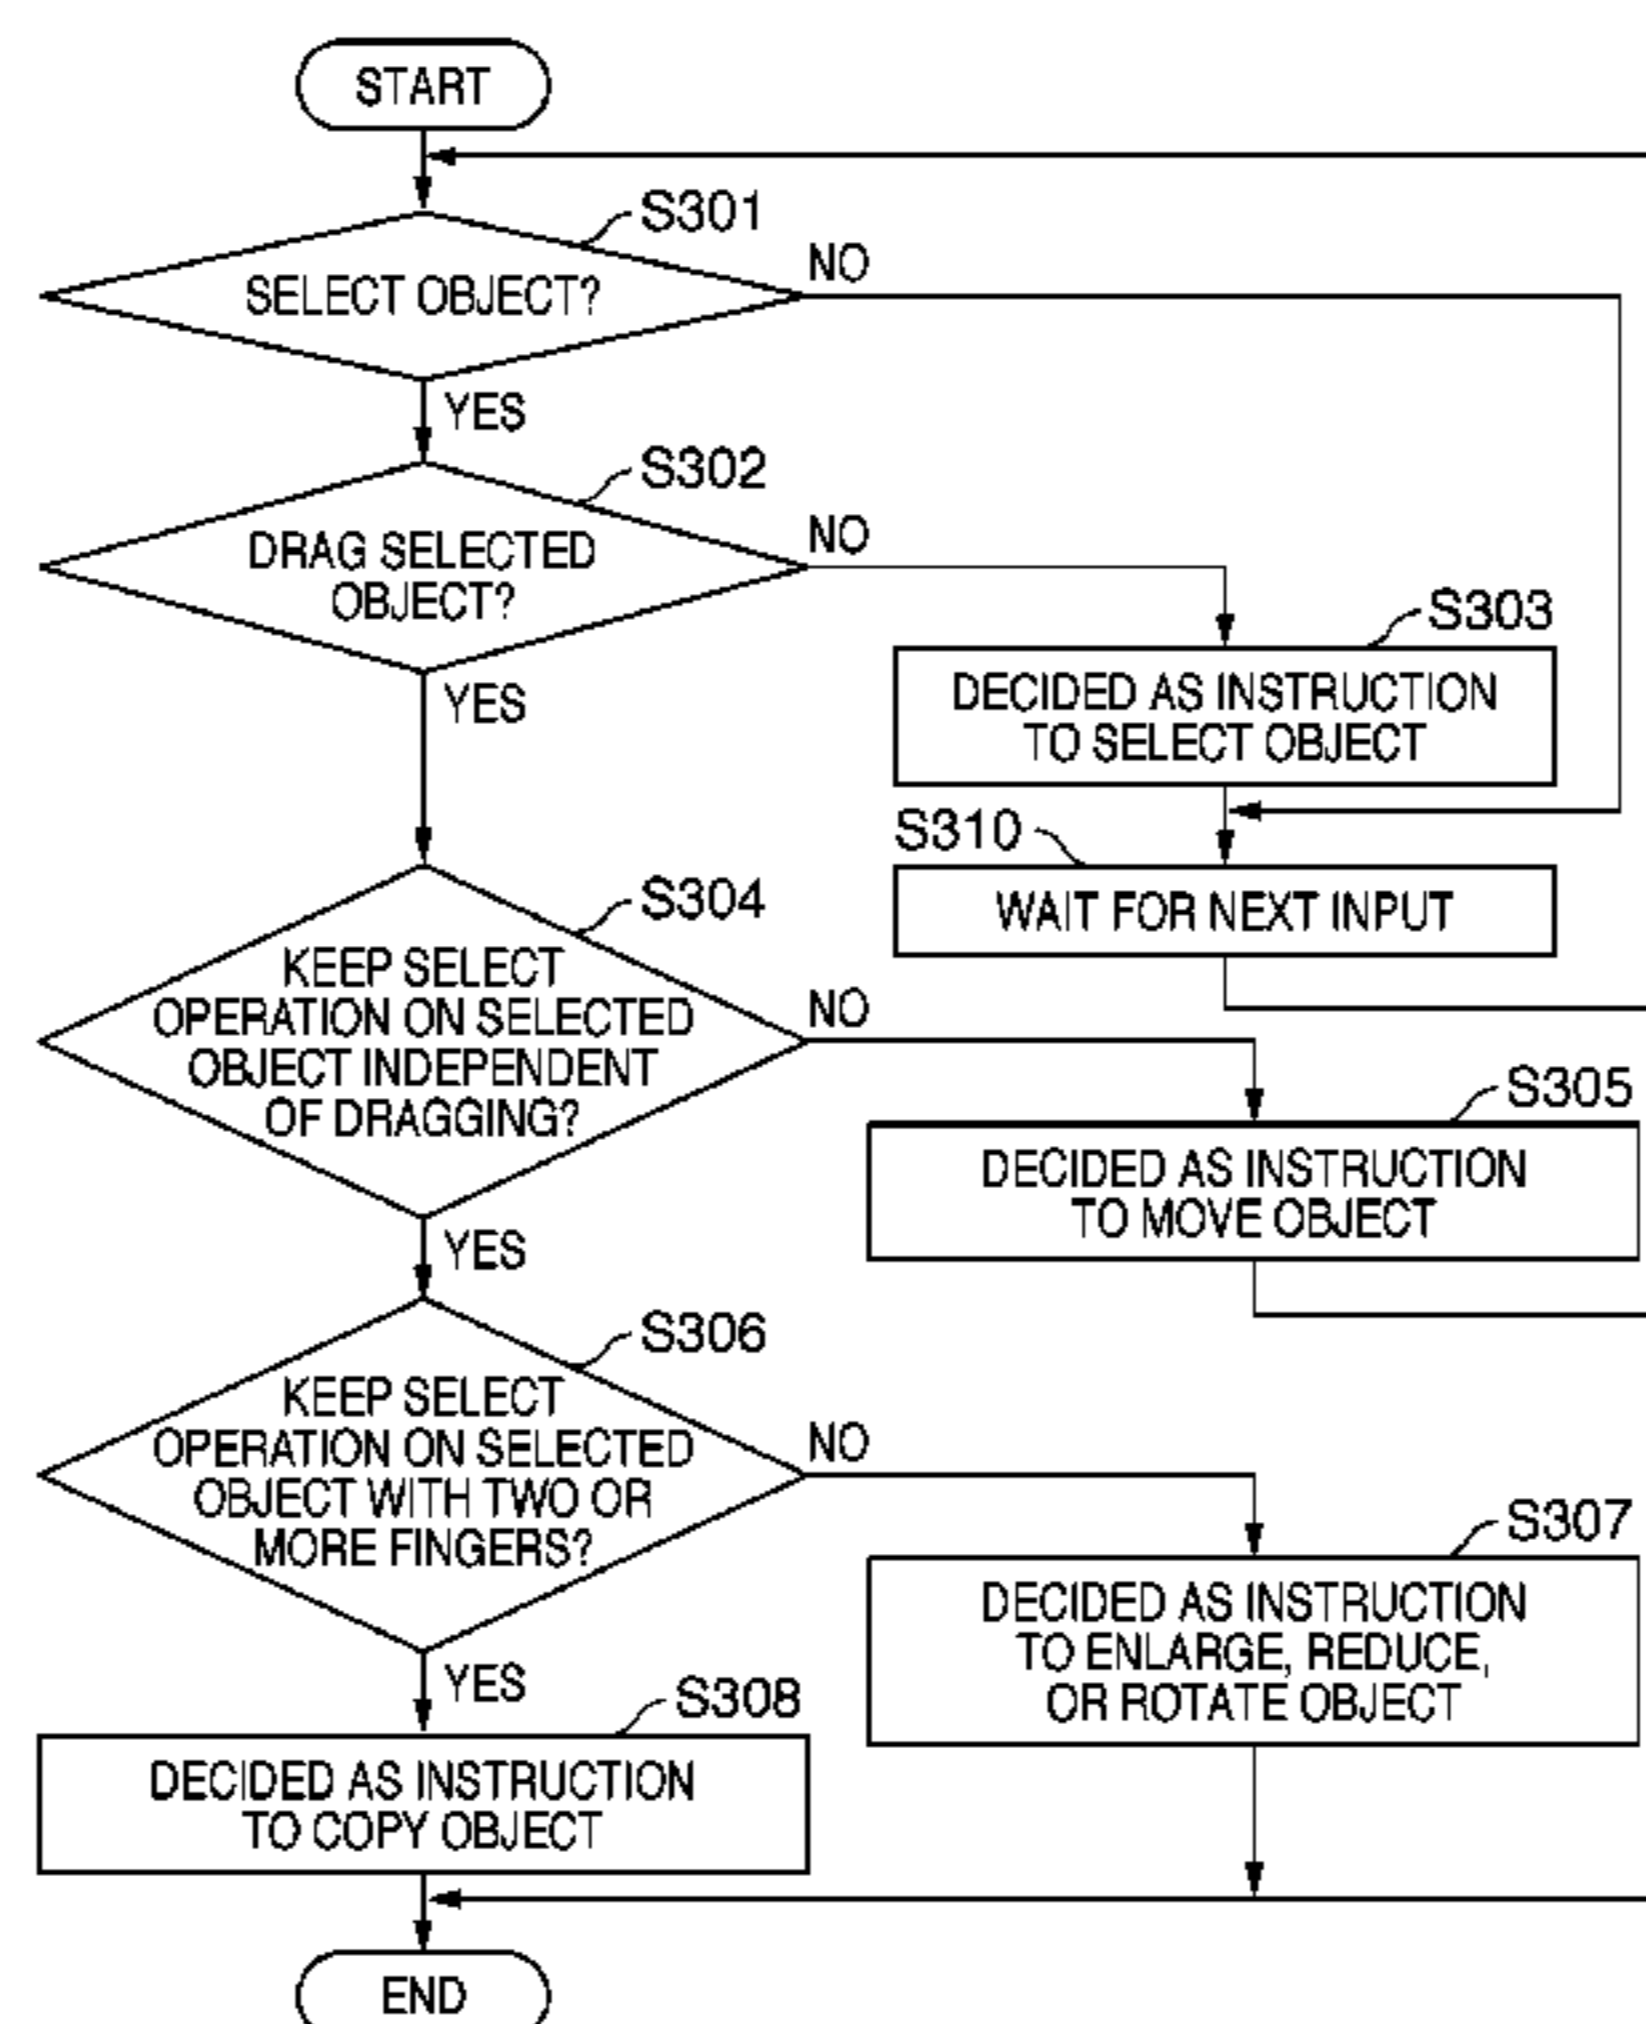 START
S301
SELECT OBJECT?
NO
YES
S302
DRAG SELECTED
OBJECT?
NO
YES
S303
DECIDED AS INSTRUCTION
TO SELECT OBJECT
S310
WAIT FOR NEXT INPUT
S304
KEEP SELECT
OPERATION ON SELECTED
OBJECT INDEPENDENT
OF DRAGGING?
NO
YES
S305
DECIDED AS INSTRUCTION
TO MOVE OBJECT
S306
KEEP SELECT
OPERATION ON SELECTED
OBJECT WITH TWO OR
MORE FINGERS?
NO
YES
S307
DECIDED AS INSTRUCTION
TO ENLARGE, REDUCE,
OR ROTATE OBJECT
S308
DECIDED AS INSTRUCTION
TO COPY OBJECT
END